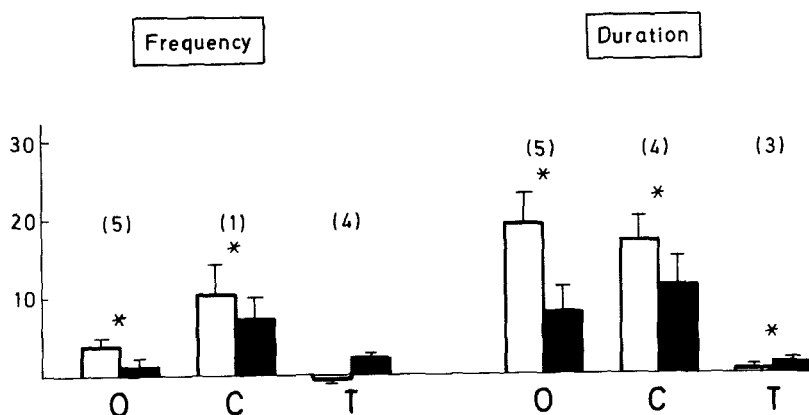 Frequency
Duration
30
20
10
(5)
*
(1)
*
(4)
(5)
*
(4)
*
(3)
*
O
C
T
O
C
T